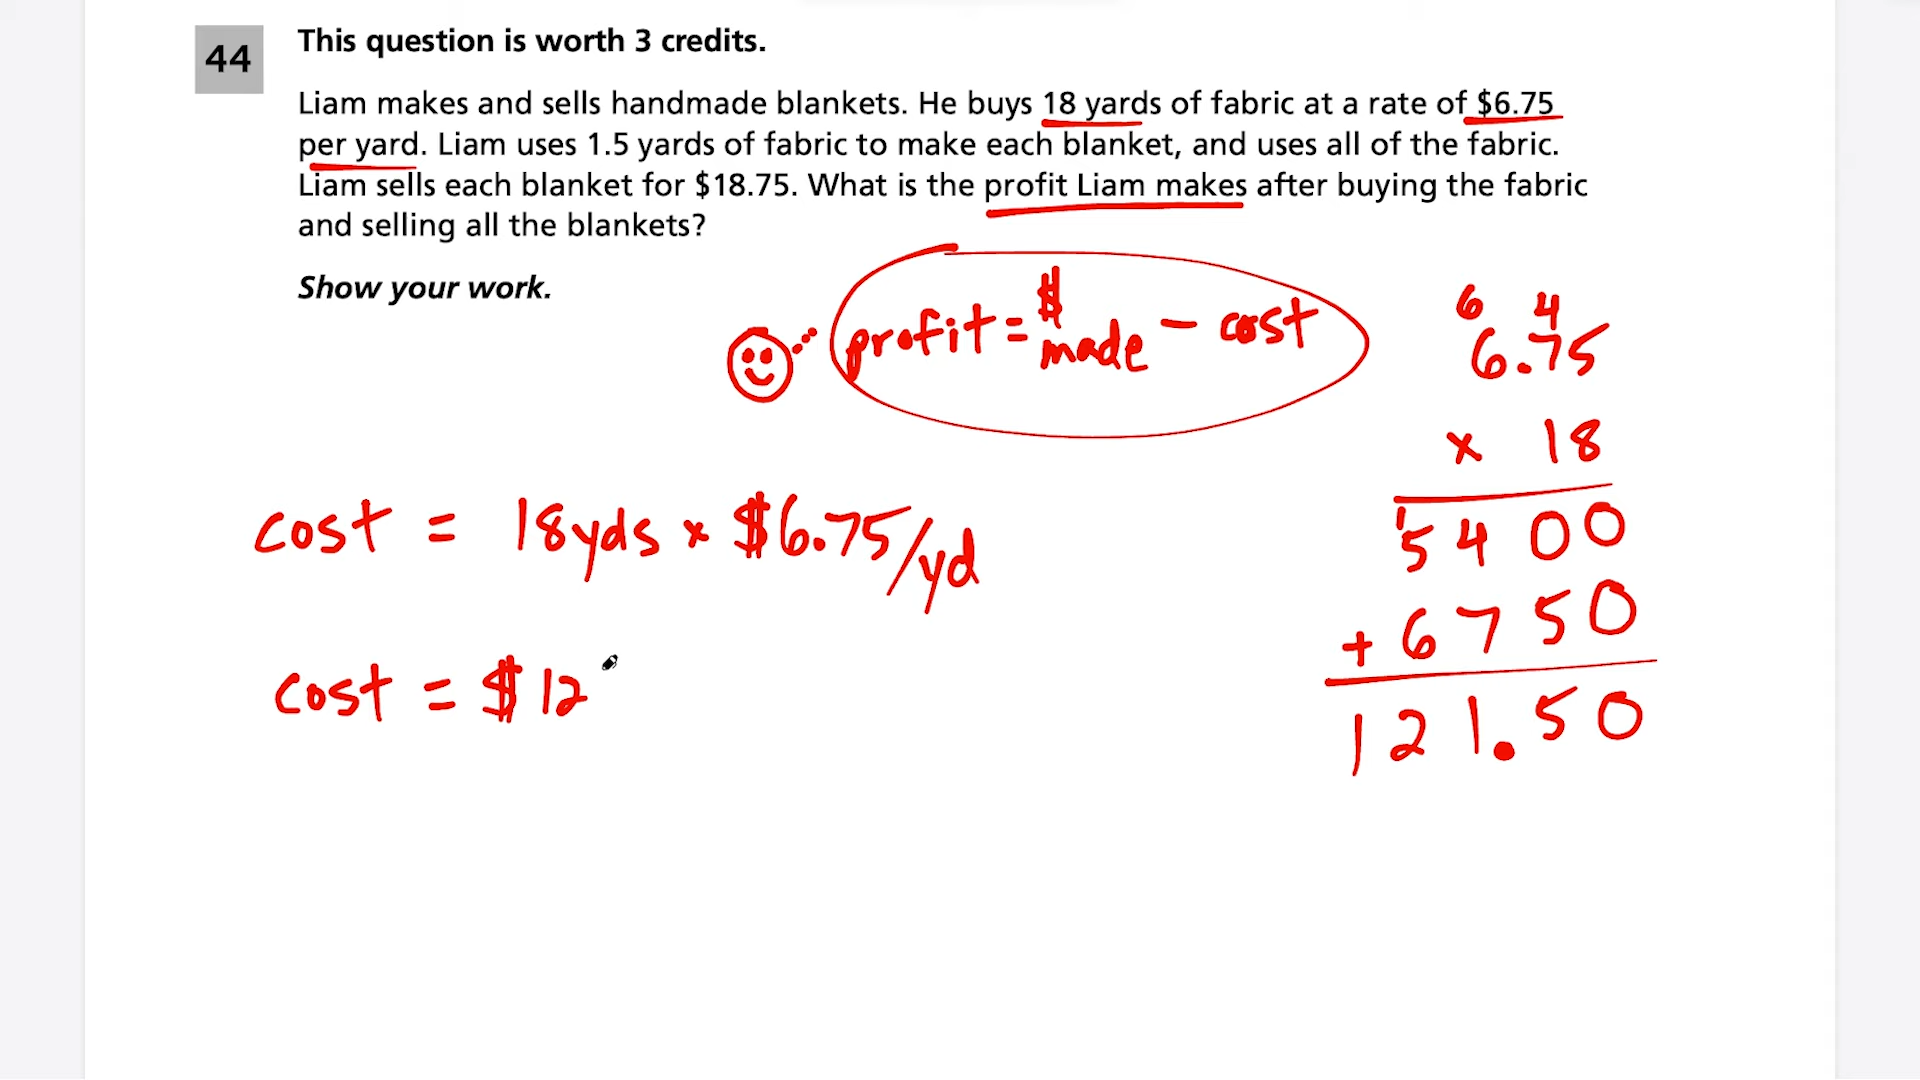 44
This question is worth 3 credits.
Liam makes and sells handmade blankets. He buys 18 yards of fabric at a rate of $6.75
per yard. Liam uses 1.5 yards of fabric to make each blanket, and uses all of the fabric.
Liam sells each blanket for $18.75. What is the profit Liam makes after buying the fabric
and selling all the blankets?
Show your work.
profit = $ made - cost
6 4
6.75
x 18
1
5400
+ 6750
121.50
cost = 18yds x $6.75/yd
cost = $12